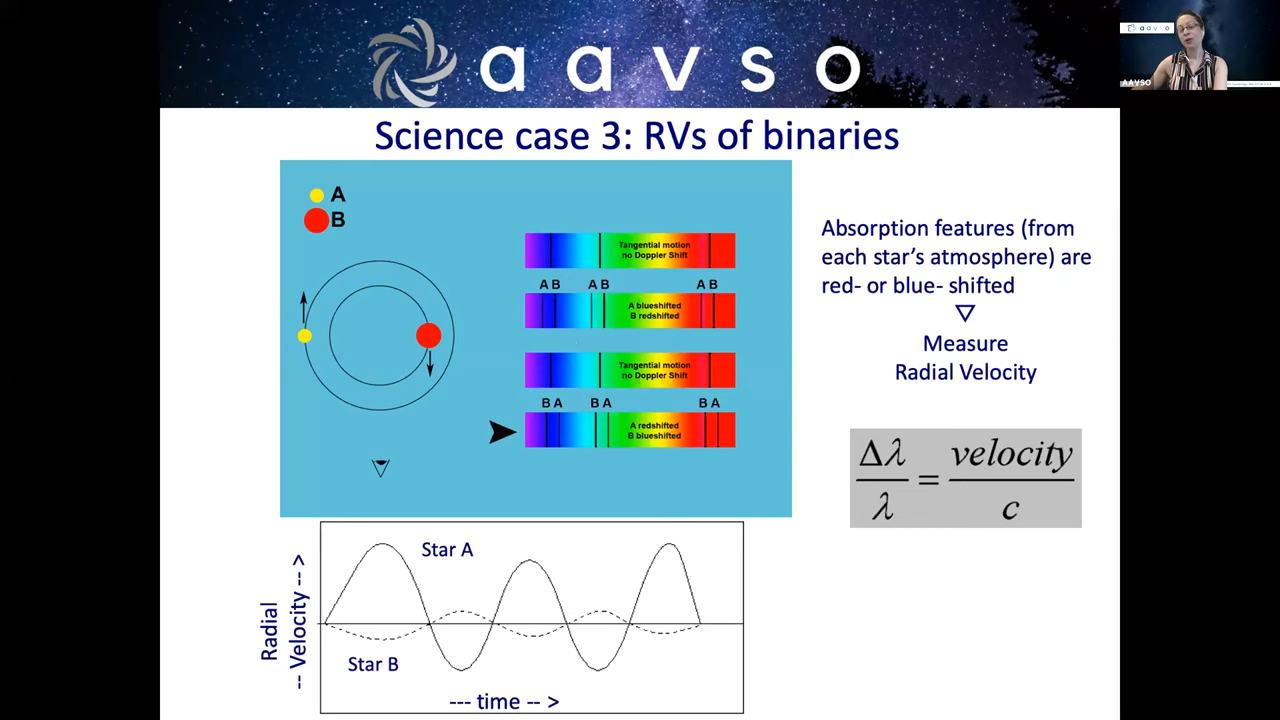 aavso
aavso
AAVSO
Science case 3: RVs of binaries
A
B
Tangential motion
no Doppler Shift
A B A B A B
A blueshifted
B redshifted
Tangential motion
no Doppler Shift
B A B A B A
A redshifted
B blueshifted
Absorption features (from
each star’s atmosphere) are
red- or blue- shifted
Measure
Radial Velocity
Δλ/λ = velocity/c
Star A
Star B
Radial
-- Velocity-- >
--- time -- >